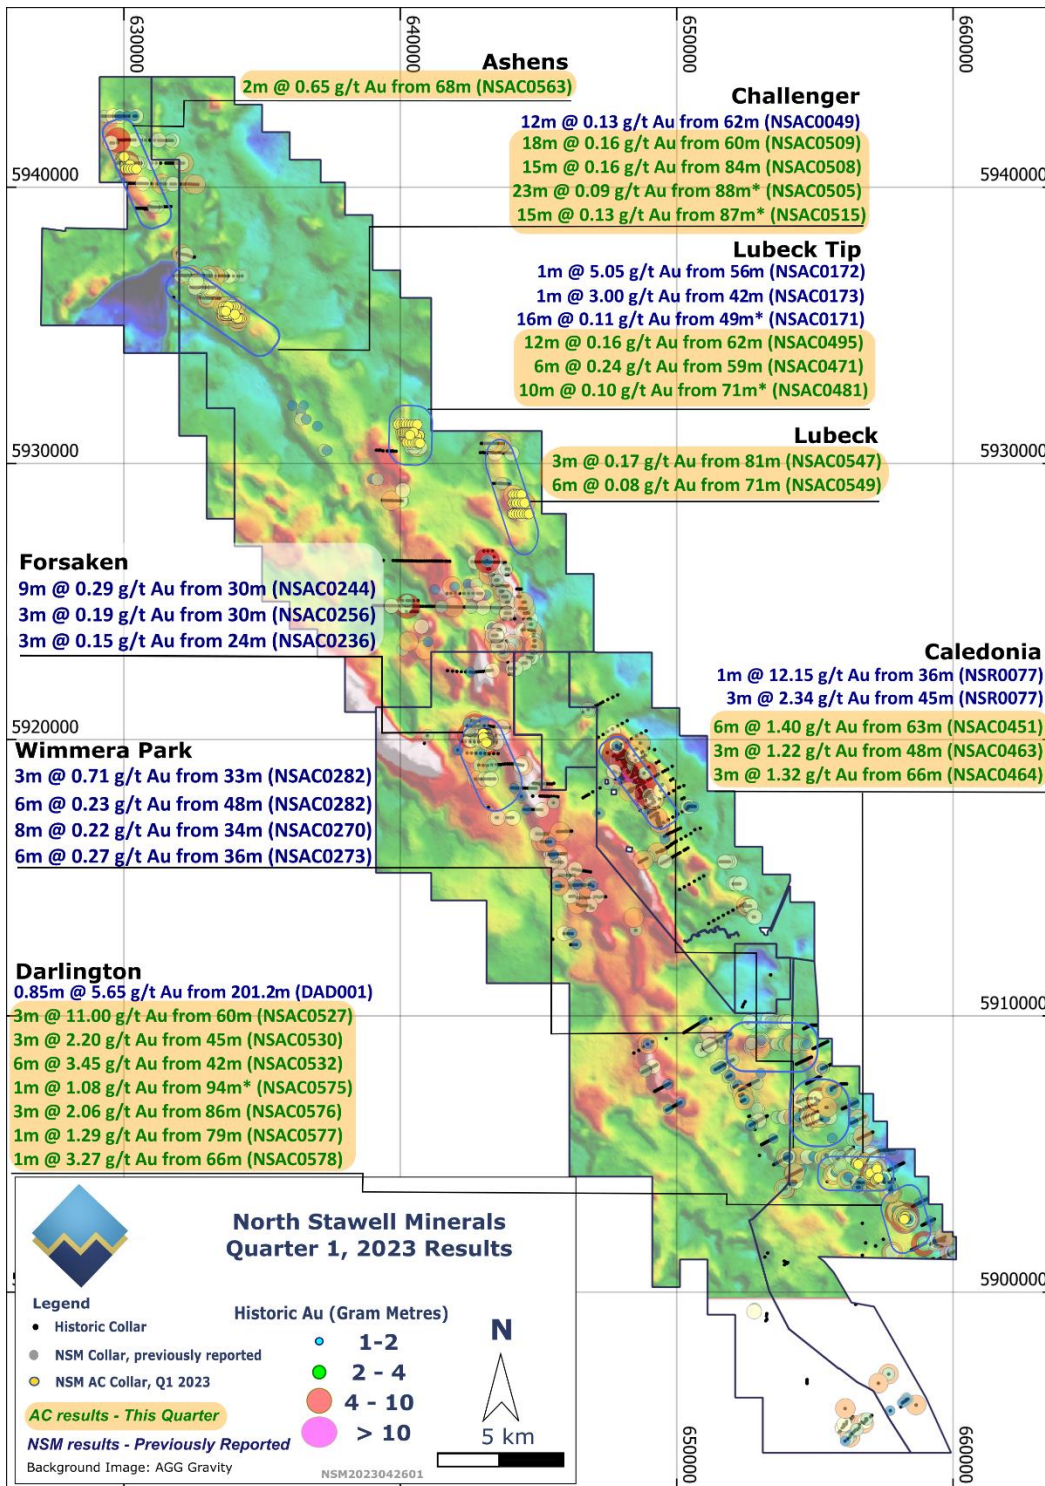 630000
640000
650000
660000
Ashens
2m @ 0.65 g/t Au from 68m (NSAC0563)
Challenger
12m @ 0.13 g/t Au from 62m (NSAC0049)
18m @ 0.16 g/t Au from 60m (NSAC0509)
15m @ 0.16 g/t Au from 84m (NSAC0508)
23m @ 0.09 g/t Au from 88m* (NSAC0505)
15m @ 0.13 g/t Au from 87m* (NSAC0515)
5940000
5940000
Lubeck Tip
1m @ 5.05 g/t Au from 56m (NSAC0172)
1m @ 3.00 g/t Au from 42m (NSAC0173)
16m @ 0.11 g/t Au from 49m* (NSAC0171)
12m @ 0.16 g/t Au from 62m (NSAC0495)
6m @ 0.24 g/t Au from 59m (NSAC0471)
10m @ 0.10 g/t Au from 71m* (NSAC0481)
5930000
5930000
Lubeck
3m @ 0.17 g/t Au from 81m (NSAC0547)
6m @ 0.08 g/t Au from 71m (NSAC0549)
Forsaken
9m @ 0.29 g/t Au from 30m (NSAC0244)
3m @ 0.19 g/t Au from 30m (NSAC0256)
3m @ 0.15 g/t Au from 24m (NSAC0236)
Caledonia
1m @ 12.15 g/t Au from 36m (NSR0077)
3m @ 2.34 g/t Au from 45m (NSR0077)
6m @ 1.40 g/t Au from 63m (NSAC0451)
3m @ 1.22 g/t Au from 48m (NSAC0463)
3m @ 1.32 g/t Au from 66m (NSAC0464)
5920000
5920000
Wimmera Park
3m @ 0.71 g/t Au from 33m (NSAC0282)
6m @ 0.23 g/t Au from 48m (NSAC0282)
8m @ 0.22 g/t Au from 34m (NSAC0270)
6m @ 0.27 g/t Au from 36m (NSAC0273)
Darlington
0.85m @ 5.65 g/t Au from 201.2m (DAD001)
3m @ 11.00 g/t Au from 60m (NSAC0527)
3m @ 2.20 g/t Au from 45m (NSAC0530)
6m @ 3.45 g/t Au from 42m (NSAC0532)
1m @ 1.08 g/t Au from 94m* (NSAC0575)
3m @ 2.06 g/t Au from 86m (NSAC0576)
1m @ 1.29 g/t Au from 79m (NSAC0577)
1m @ 3.27 g/t Au from 66m (NSAC0578)
5910000
5910000
5900000
North Stawell Minerals
Quarter 1, 2023 Results
Legend
Historic Collar
NSM Collar, previously reported
NSM AC Collar, Q1 2023
AC results - This Quarter
NSM results - Previously Reported
Background Image: AGG Gravity
Historic Au (Gram Metres)
1-2
2 - 4
4 - 10
> 10
N
5 km
NSM2023042601
650000
660000